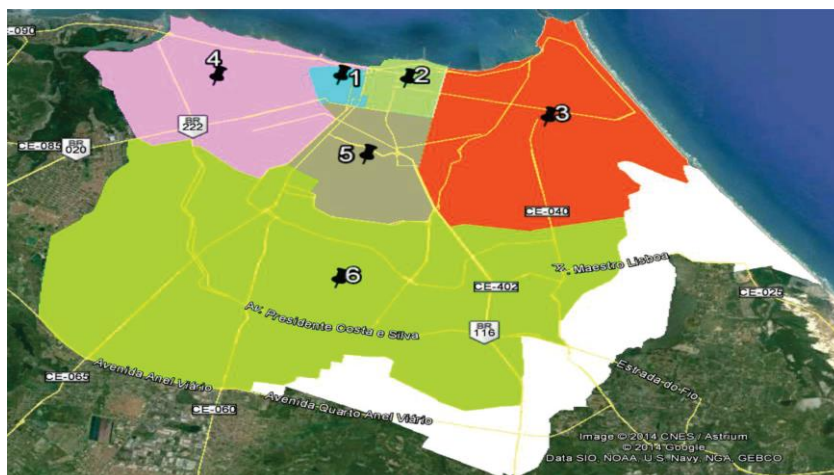 CE-090
4
1
2
3
BR
222
BR
020
CE-085
5
CE-040
6
Maestro Lisboa
CE-402
CE-025
Av. Presidente Costa e Silva
BR
116
Avenida Anel Viário
CE-065
CE-060
Avenida Quarto Anel Viário
Estrada do Fio
Image © 2014 CNES / Astrium
© 2014 Google
Data SIO, NOAA, U.S. Navy, NGA, GEBCO